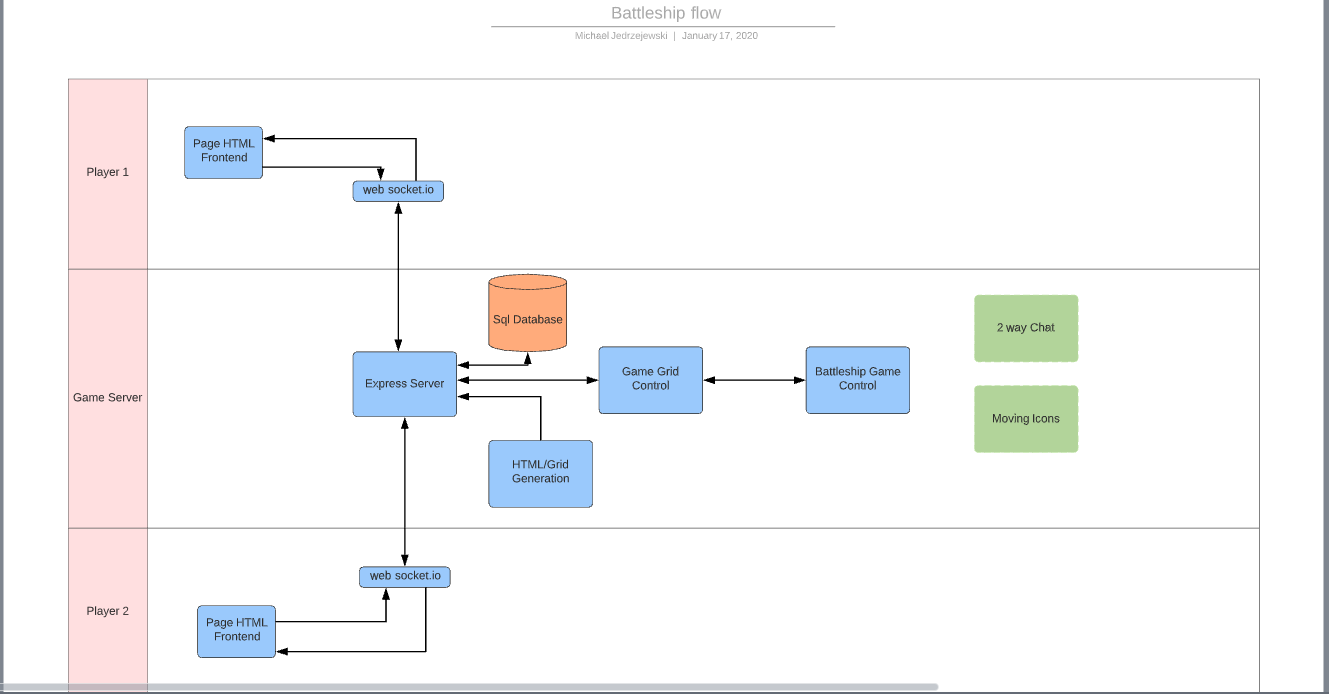 Battleship flow
Michael Jedrzejewski | January 17, 2020
Player 1
Page HTML
Frontend
web socket.io
Game Server
Sql Database
Express Server
Game Grid
Control
Battleship Game
Control
2 way Chat
Moving Icons
HTML/Grid
Generation
Player 2
web socket.io
Page HTML
Frontend